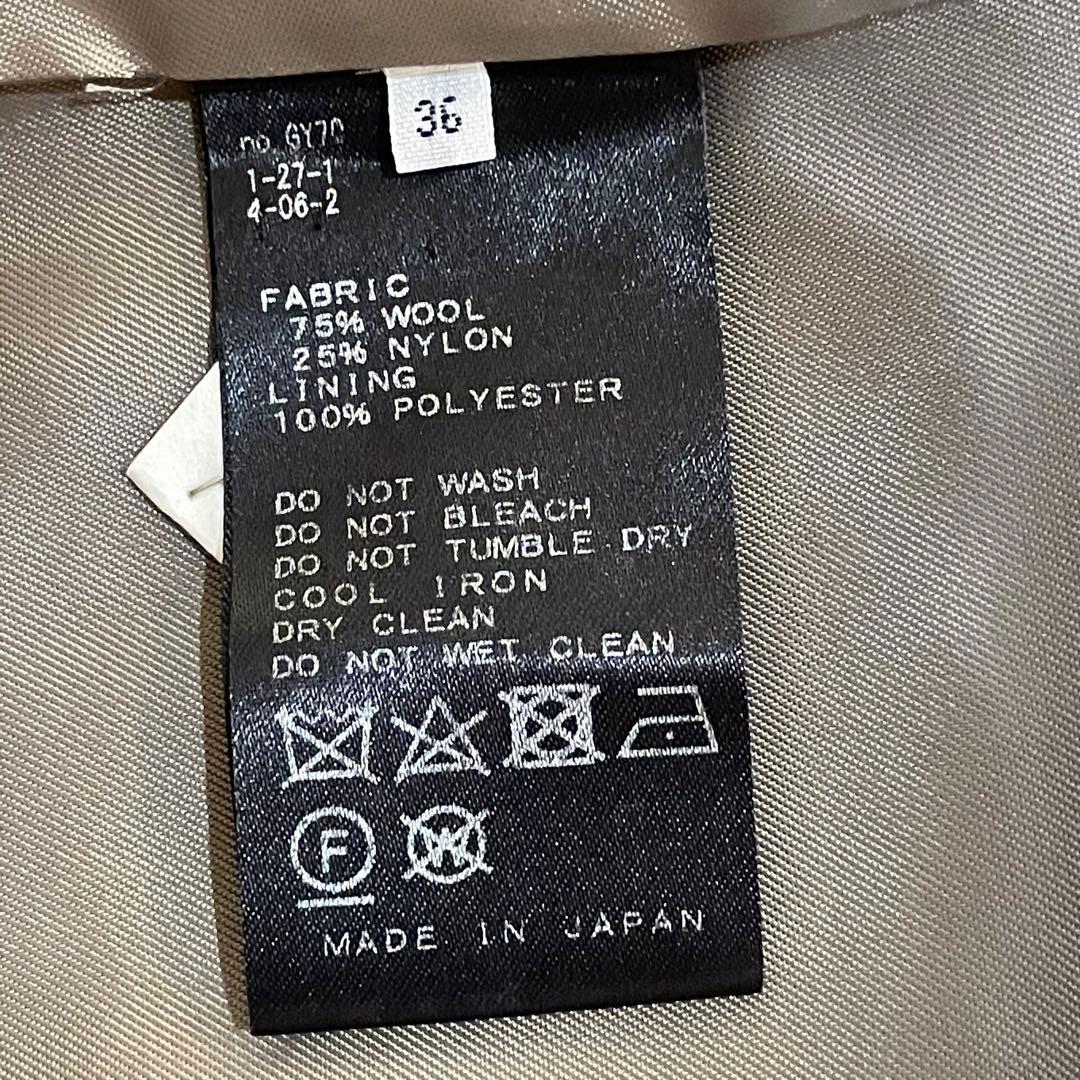 36
no. GY70
1-27-1
4-06-2
FABRIC
75% WOOL
25% NYLON
LINING
100% POLYESTER
DO NOT WASH
DO NOT BLEACH
DO NOT TUMBLE DRY
COOL IRON
DRY CLEAN
DO NOT WET CLEAN
F
W
MADE IN JAPAN